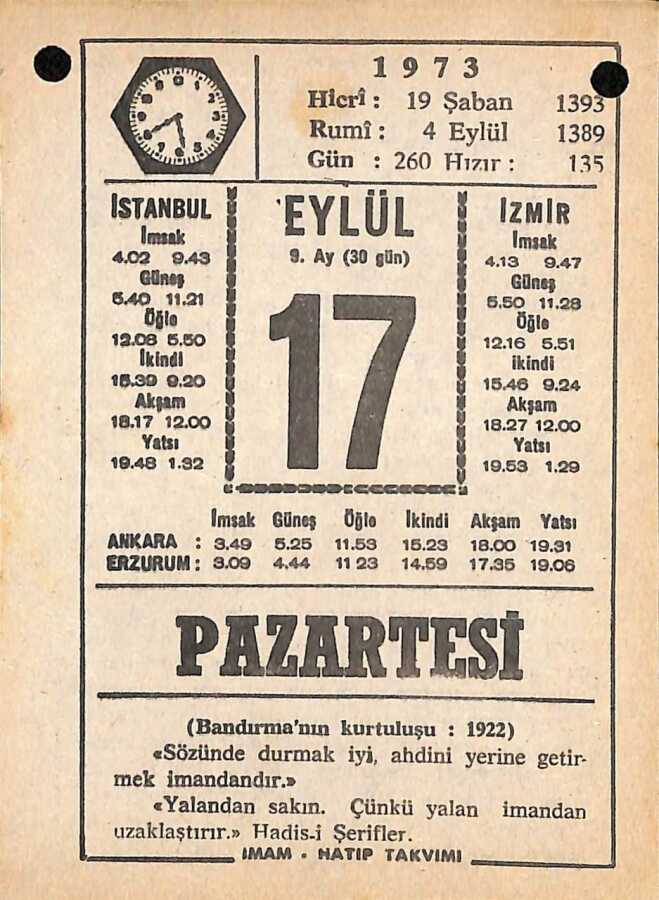 1973
Hicrî : 19 Şaban 1393
Rumî : 4 Eylül 1389
Gün : 260 Hızır : 135
İSTANBUL
İmsak
4.02 9.43
Güneş
5.40 11.21
Öğle
12.08 5.50
İkindi
15.39 9.20
Akşam
18.17 12.00
Yatsı
19.48 1.32
EYLÜL
9. Ay (30 gün)
17
İZMİR
İmsak
4.13 9.47
Güneş
5.50 11.28
Öğle
12.16 5.51
ikindi
15.46 9.24
Akşam
18.27 12.00
Yatsı
19.53 1.29
İmsak Güneş Öğle İkindi Akşam Yatsı
ANKARA : 3.49 5.25 11.53 15.23 18.00 19.31
ERZURUM : 3.09 4.44 11 23 14.59 17.35 19.06
PAZARTESİ
(Bandırma'nın kurtuluşu : 1922)
«Sözünde durmak iyi, ahdini yerine getir-
mek imandandır.»
«Yalandan sakın. Çünkü yalan imandan
uzaklaştırır.» Hadis-i Şerifler.
İMAM - HATİP TAKVİMİ